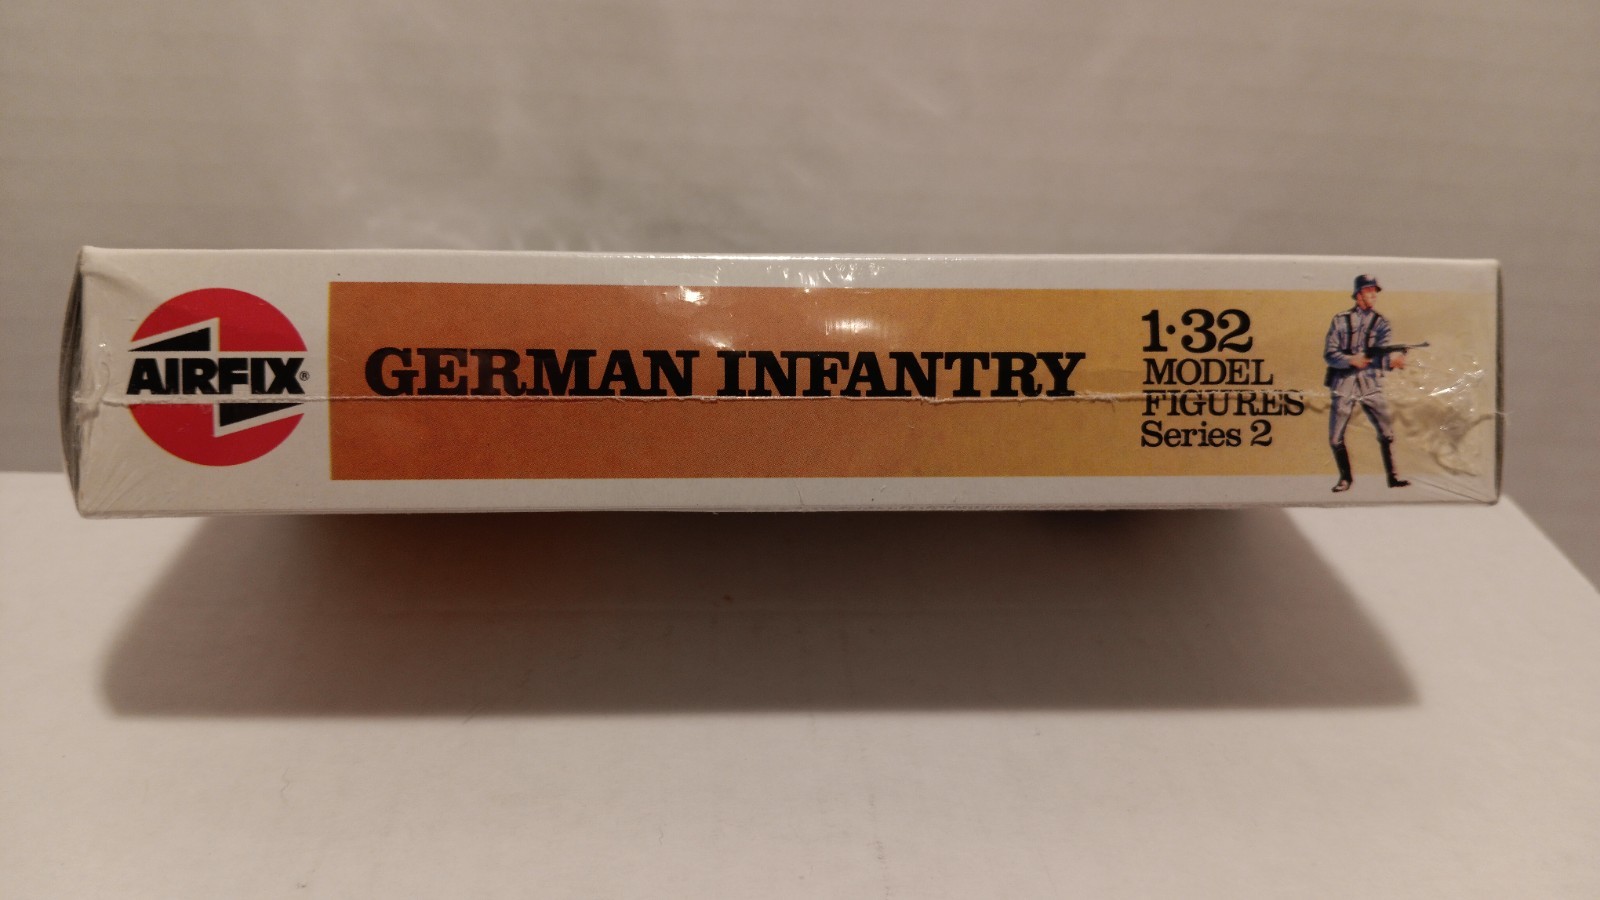 AIRFIX®
GERMAN INFANTRY
1·32
MODEL
FIGURES
Series 2